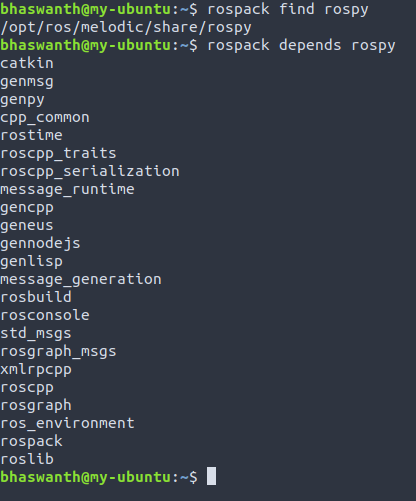 bhaswanth@my-ubuntu:~$ rospack find rospy
/opt/ros/melodic/share/rospy
bhaswanth@my-ubuntu:~$ rospack depends rospy
catkin
genmsg
genpy
cpp_common
rostime
roscpp_traits
roscpp_serialization
message_runtime
gencpp
geneus
gennodejs
genlisp
message_generation
rosbuild
rosconsole
std_msgs
rosgraph_msgs
xmlrpcpp
roscpp
rosgraph
ros_environment
rospack
roslib
bhaswanth@my-ubuntu:~$